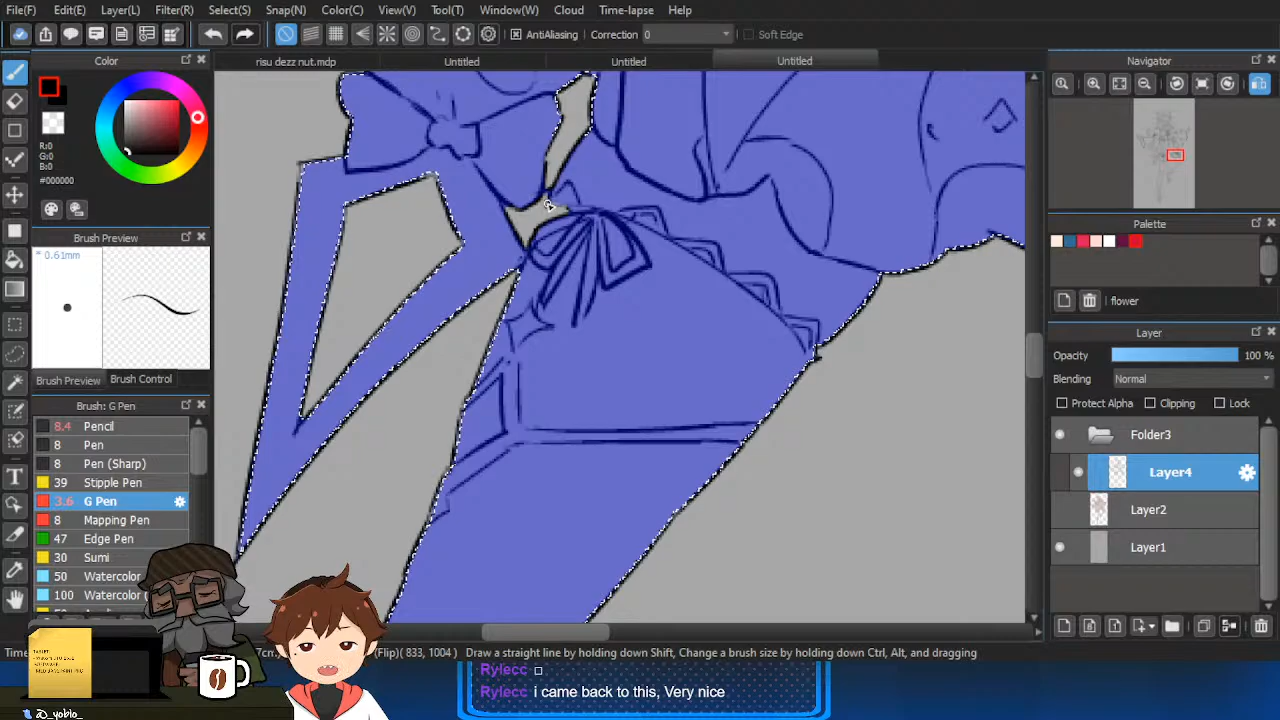 File(F) Edit(E) Layer(L) Filter(R) Select(S) Snap(N) Color(C) View(V) Tool(T) Window(W) Cloud Time-lapse Help
AntiAliasing Correction 0 Soft Edge
Color
risu dezz nut.mdp Untitled Untitled Untitled
Navigator
R:0
G:0
B:0
#000000
Brush Preview
* 0.61mm
Brush Preview Brush Control
Brush: G Pen
8.4 Pencil
8 Pen
8 Pen (Sharp)
39 Stipple Pen
3.6 G Pen
8 Mapping Pen
47 Edge Pen
30 Sumi
50 Watercolor
100 Watercolor
Palette
flower
Layer
Opacity 100 %
Blending Normal
Protect Alpha Clipping Lock
Folder3
Layer4
Layer2
Layer1
(Flip)( 833, 1004 ) Draw a straight line by holding down Shift, Change a brush size by holding down Ctrl, Alt, and dragging
Rylecc
Rylecc i came back to this, Very nice